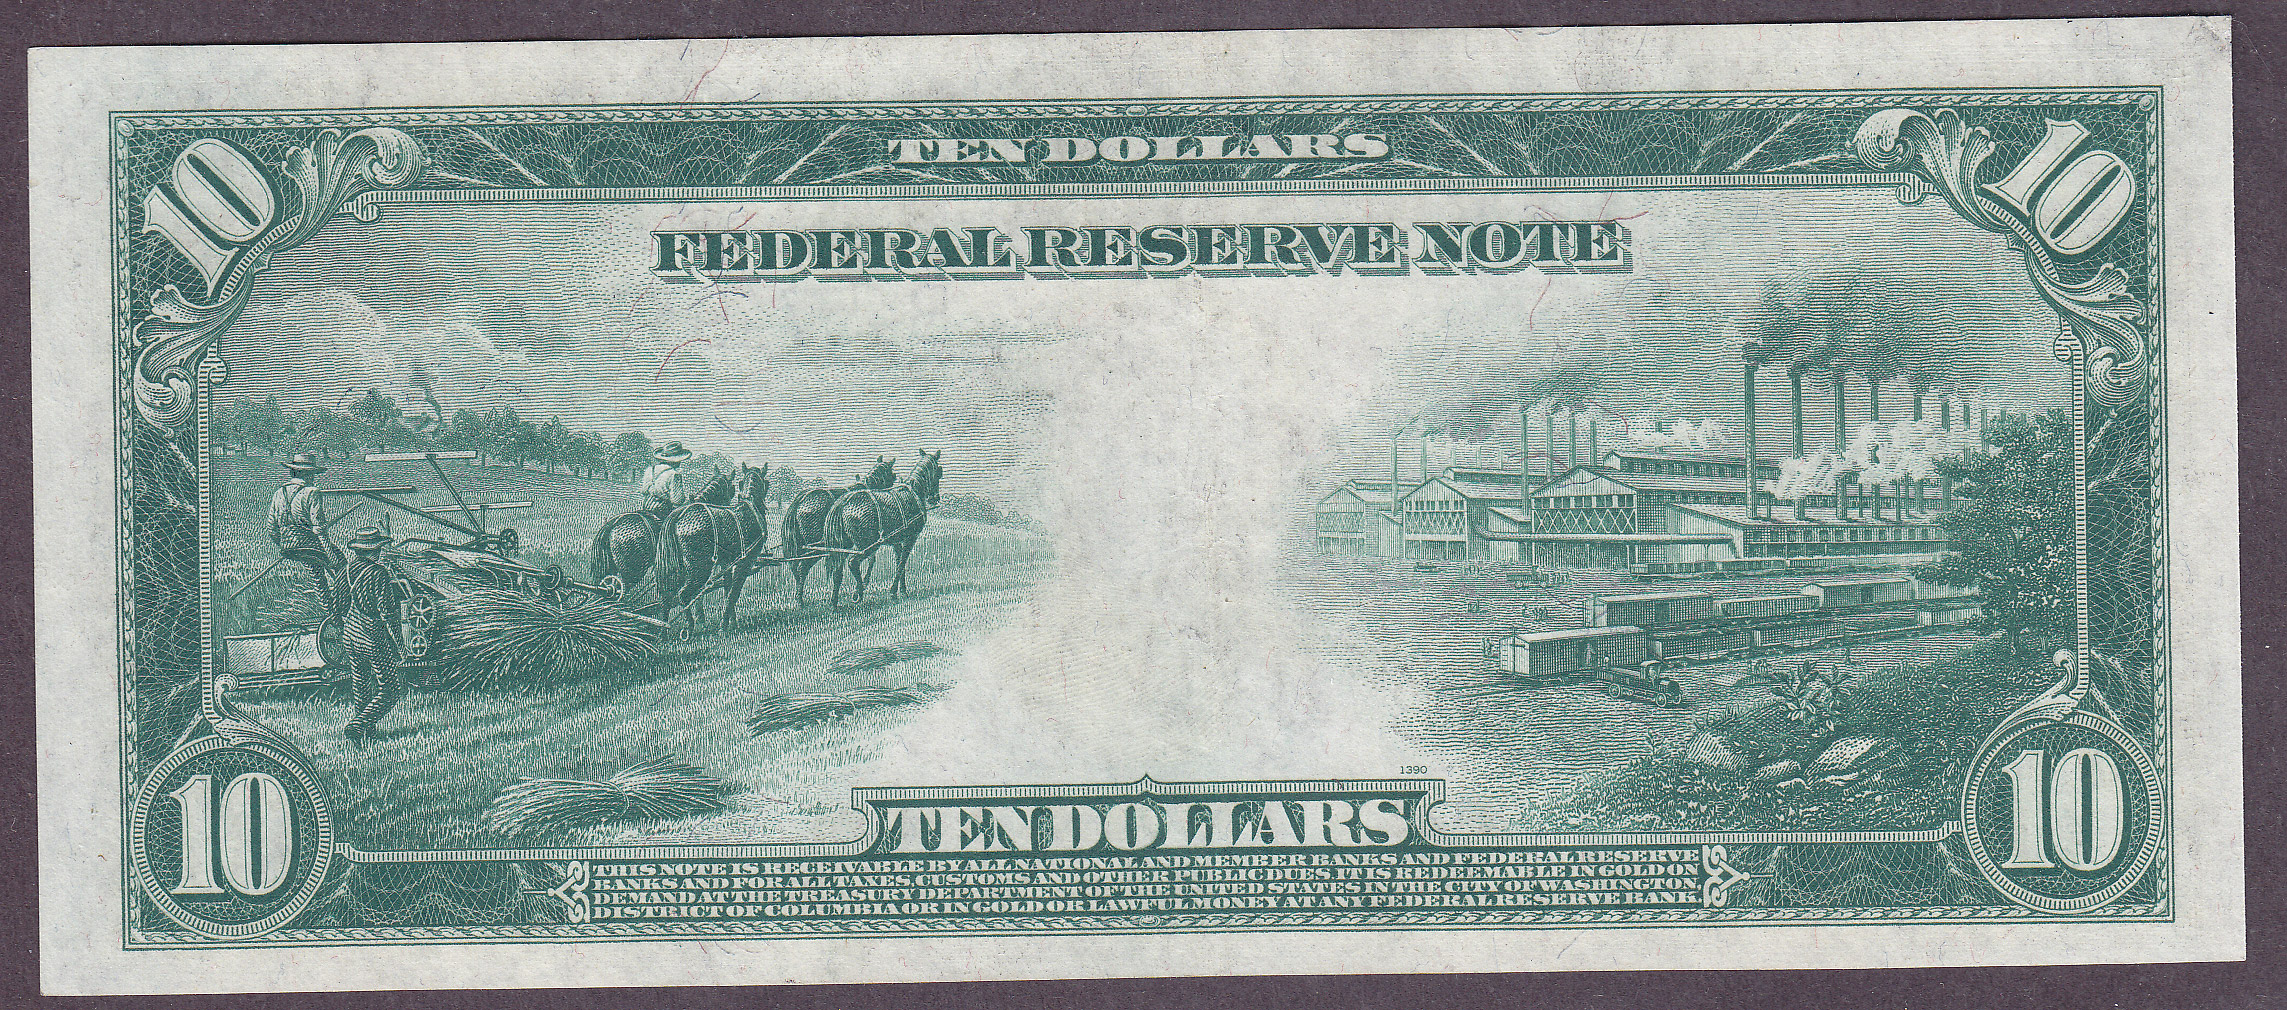 10 TEN DOLLARS 10
FEDERAL RESERVE NOTE
1390
10 TEN DOLLARS 10
THIS NOTE IS RECEIVABLE BY ALL NATIONAL AND MEMBER BANKS AND FEDERAL RESERVE
BANKS AND FOR ALL TAXES, CUSTOMS AND OTHER PUBLIC DUES. IT IS REDEEMABLE IN GOLD ON
DEMAND AT THE TREASURY DEPARTMENT OF THE UNITED STATES IN THE CITY OF WASHINGTON,
DISTRICT OF COLUMBIA OR IN GOLD OR LAWFUL MONEY AT ANY FEDERAL RESERVE BANK.